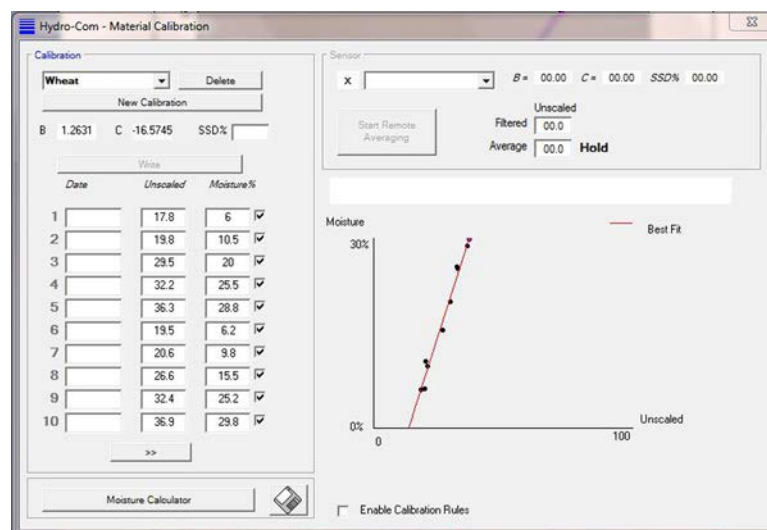 Hydro-Com - Material Calibration
Calibration
Wheat Delete
New Calibration
B 1.2631 C -16.5745 SSD%
Write
Date Unscaled Moisture%
1 17.8 6
2 19.8 10.5
3 29.5 20
4 32.2 25.5
5 36.3 28.8
6 19.5 6.2
7 20.6 9.8
8 26.6 15.5
9 32.4 25.2
10 36.9 29.8
>>
Moisture Calculator
Sensor
X B = 00.00 C = 00.00 SSD% 00.00
Start Remote
Averaging
Unscaled
Filtered 00.0
Average 00.0 Hold
Moisture
Best Fit
30%
0%
0
100
Unscaled
Enable Calibration Rules